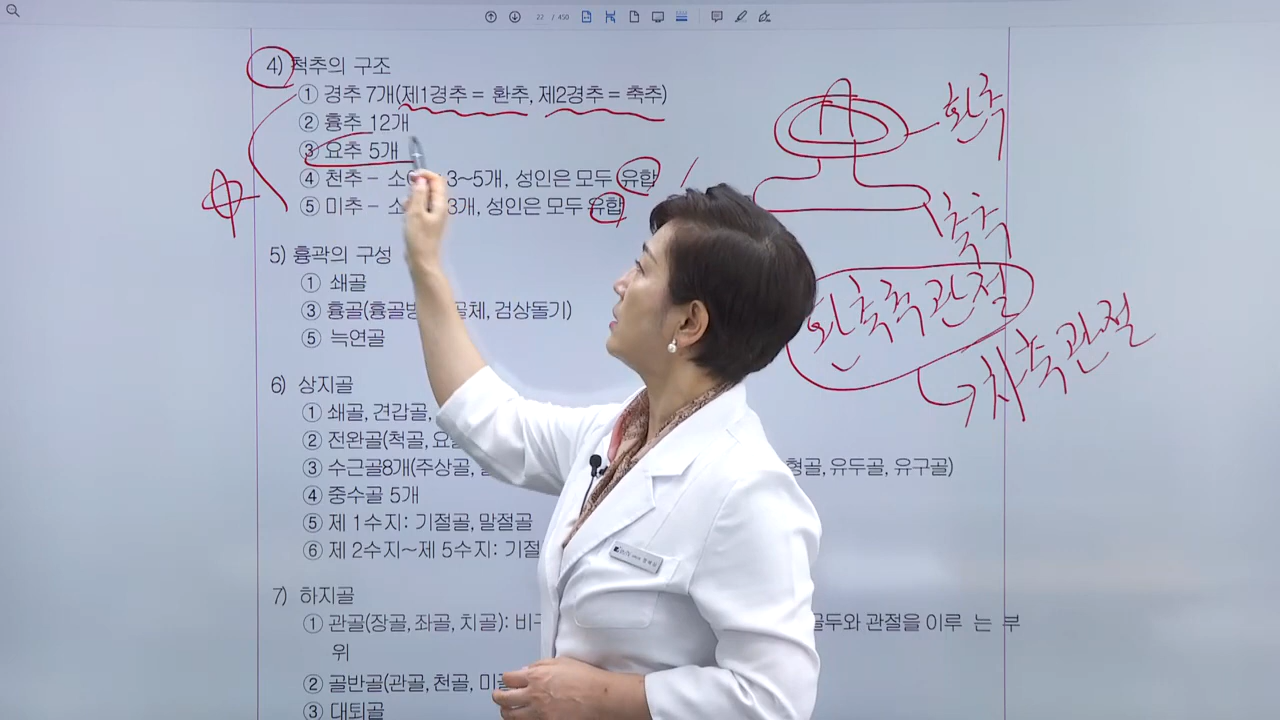 22 / 450
4) 척추의 구조
① 경추 7개(제1경추 = 환추, 제2경추 = 축추)
② 흉추 12개
③ 요추 5개
④ 천추 - 3~5개, 성인은 모두 유합
⑤ 미추 - 3개, 성인은 모두 유합
5) 흉곽의 구성
① 쇄골
③ 흉골(흉골병 골체, 검상돌기)
⑤ 늑연골
6) 상지골
① 쇄골, 견갑골,
② 전완골(척골, 요골
③ 수근골8개(주상골, 형골, 유두골, 유구골)
④ 중수골 5개
⑤ 제 1수지: 기절골, 말절골
⑥ 제 2수지~제 5수지: 기절
7) 하지골
① 관골(장골, 좌골, 치골): 비구 골두와 관절을 이루 는 부
위
② 골반골(관골, 천골, 미골
③ 대퇴골
환추
축추
환축추관절
차축관절